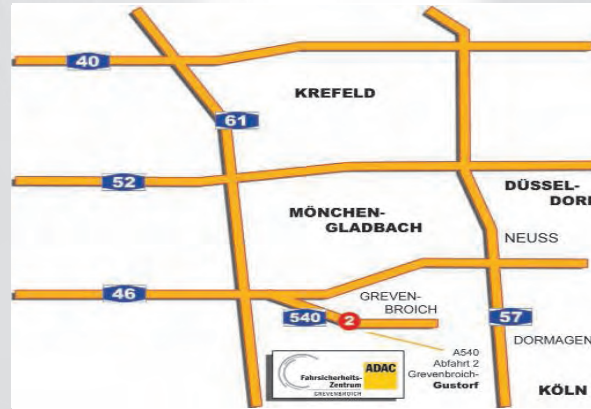 40
KREFELD
61
52
DÜSSEL-
DORF
MÖNCHEN-
GLADBACH
NEUSS
46
GREVEN-
BROICH
540
2
57
A540
Abfahrt 2
Grevenbroich-
Gustorf
DORMAGEN
Fahrsicherheits-
Zentrum
GREVENBROICH
ADAC
KÖLN